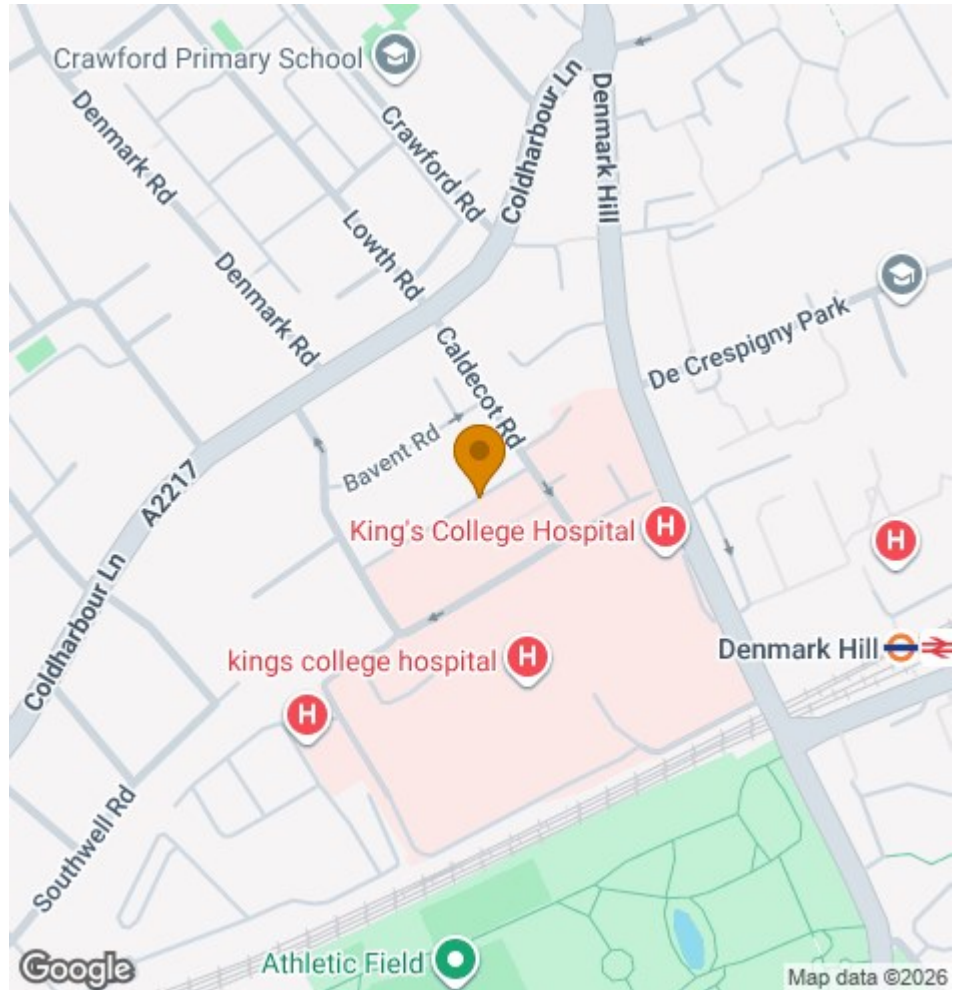 Crawford Primary School
Denmark Rd
Crawford Rd
Coldharbour Ln
Denmark Hill
Lowth Rd
Denmark Rd
De Crespigny Park
Caldecot Rd
Bavent Rd
A2217
King's College Hospital
H
H
Coldharbour Ln
kings college hospital
H
Denmark Hill
H
Southwell Rd
Athletic Field
Google
Map data ©2026